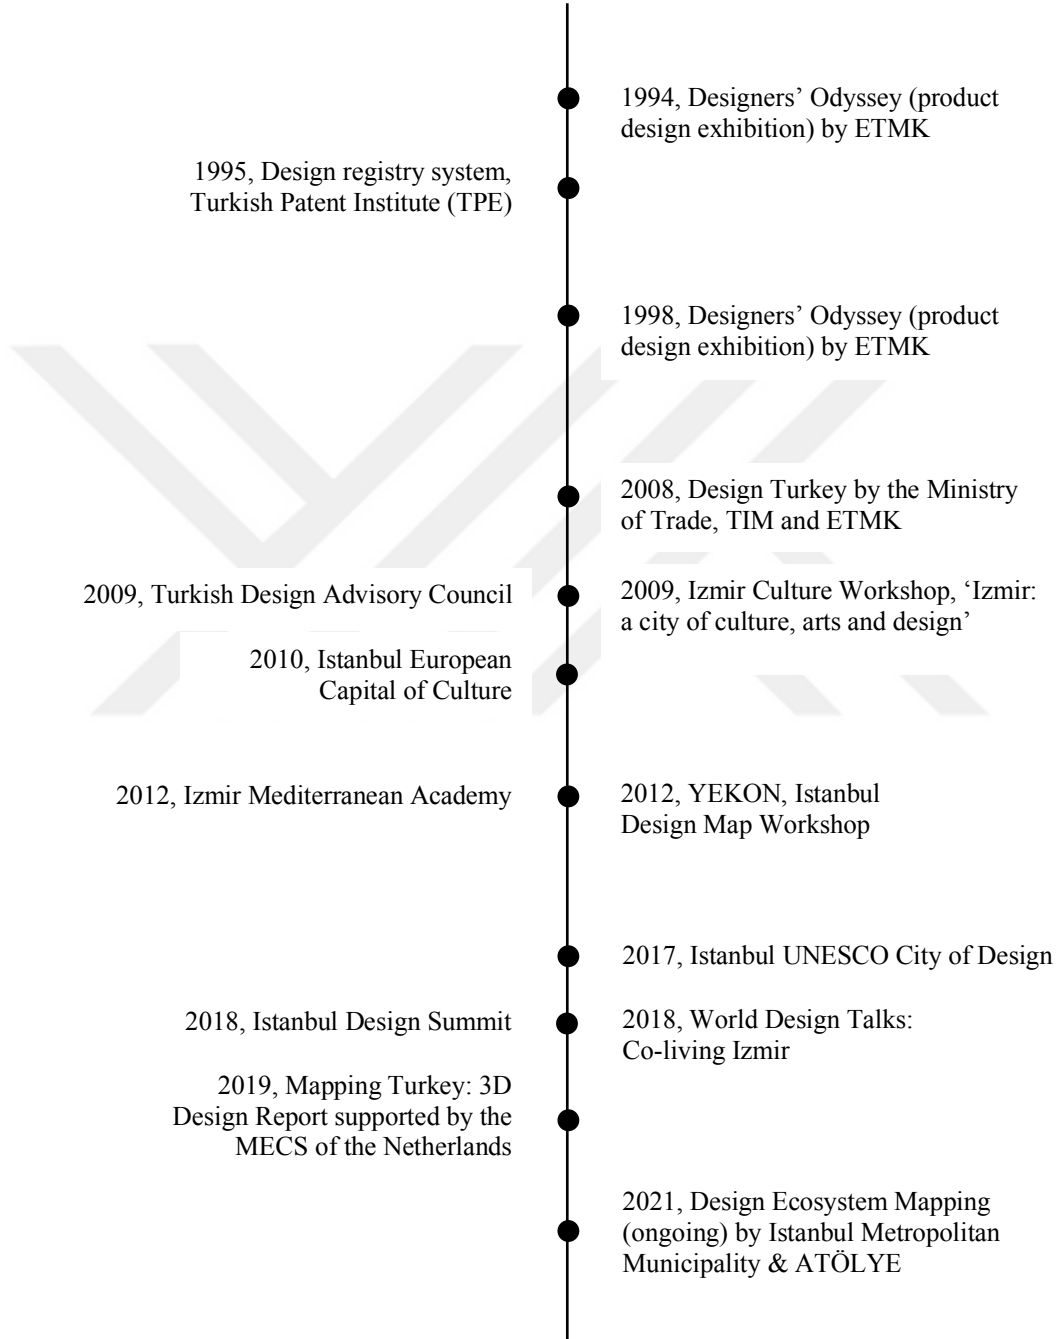 1994, Designers’ Odyssey (product
design exhibition) by ETMK
1995, Design registry system,
Turkish Patent Institute (TPE)
1998, Designers’ Odyssey (product
design exhibition) by ETMK
2008, Design Turkey by the Ministry
of Trade, TIM and ETMK
2009, Turkish Design Advisory Council
2009, Izmir Culture Workshop, ‘Izmir:
a city of culture, arts and design’
2010, Istanbul European
Capital of Culture
2012, Izmir Mediterranean Academy
2012, YEKON, Istanbul
Design Map Workshop
2017, Istanbul UNESCO City of Design
2018, Istanbul Design Summit
2018, World Design Talks:
Co-living Izmir
2019, Mapping Turkey: 3D
Design Report supported by the
MECS of the Netherlands
2021, Design Ecosystem Mapping
(ongoing) by Istanbul Metropolitan
Municipality & ATÖLYE